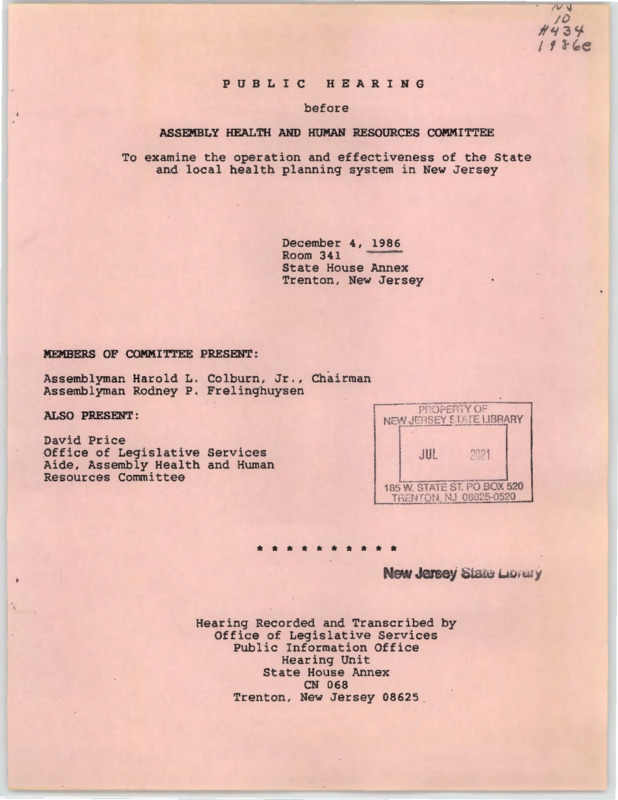 NJ
10
H434
1986e
PUBLIC HEARING
before
ASSEMBLY HEALTH AND HUMAN RESOURCES COMMITTEE
To examine the operation and effectiveness of the State
and local health planning system in New Jersey
December 4, 1986
Room 341
State House Annex
Trenton, New Jersey
MEMBERS OF COMMITTEE PRESENT:
Assemblyman Harold L. Colburn, Jr., Chairman
Assemblyman Rodney P. Frelinghuysen
ALSO PRESENT:
David Price
Office of Legislative Services
Aide, Assembly Health and Human
Resources Committee
PROPERTY OF
NEW JERSEY STATE LIBRARY
JUL 2021
185 W. STATE ST. PO BOX 520
TRENTON, NJ 08625-0520
* * * * * * * * * *
New Jersey State Library
Hearing Recorded and Transcribed by
Office of Legislative Services
Public Information Office
Hearing Unit
State House Annex
CN 068
Trenton, New Jersey 08625